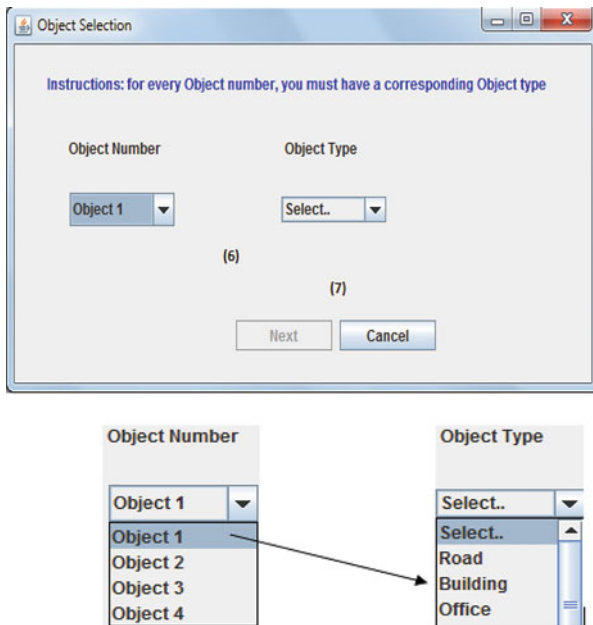 Object Selection
Instructions: for every Object number, you must have a corresponding Object type
Object Number Object Type
Object 1 Select..
(6)
(7)
Next Cancel
Object Number Object Type
Object 1 Select..
Object 1 Select..
Object 2 Road
Object 3 Building
Object 4 Office